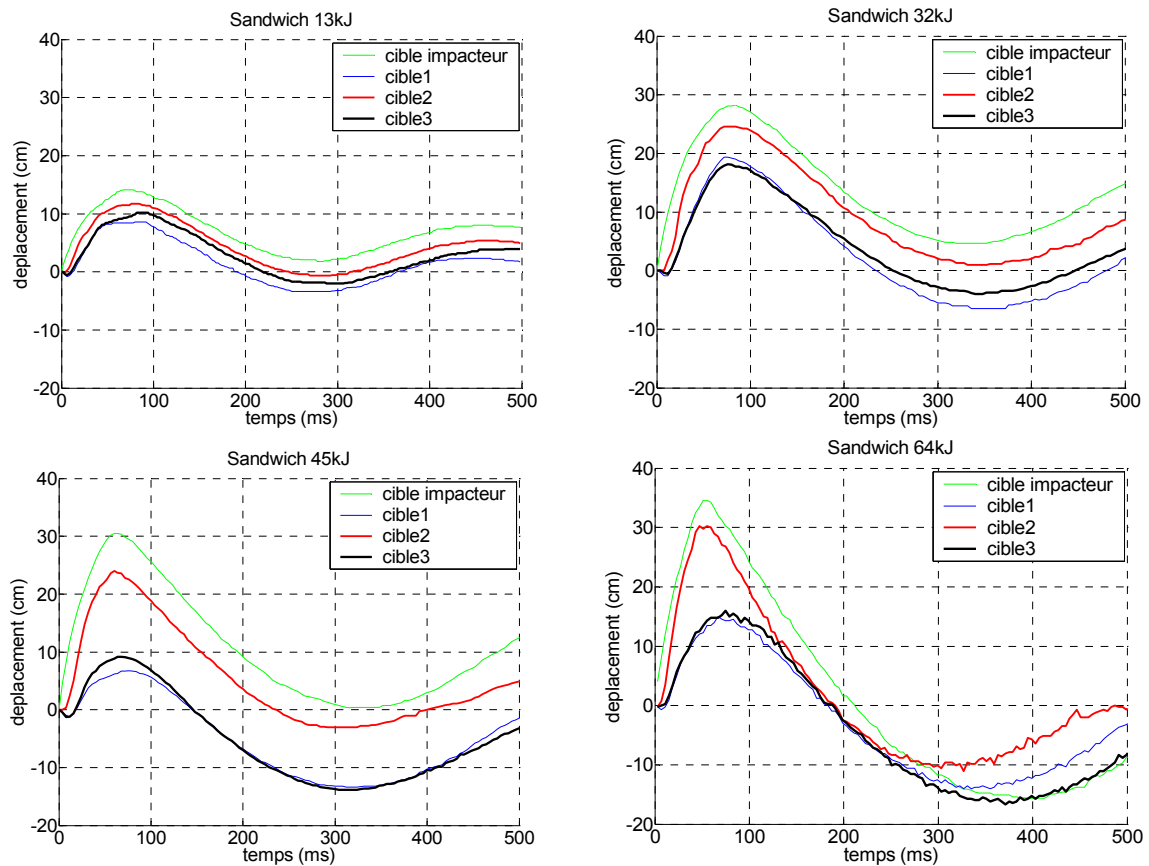 Sandwich 13kJ
40
30
20
10
0
-10
-20
deplacement (cm)
cible impacteur
cible1
cible2
cible3
0 100 200 300 400 500
temps (ms)
Sandwich 32kJ
40
30
20
10
0
-10
-20
deplacement (cm)
cible impacteur
cible1
cible2
cible3
0 100 200 300 400 500
temps (ms)
Sandwich 45kJ
40
30
20
10
0
-10
-20
deplacement (cm)
cible impacteur
cible1
cible2
cible3
0 100 200 300 400 500
temps (ms)
Sandwich 64kJ
40
30
20
10
0
-10
-20
deplacement (cm)
cible impacteur
cible1
cible2
cible3
0 100 200 300 400 500
temps (ms)